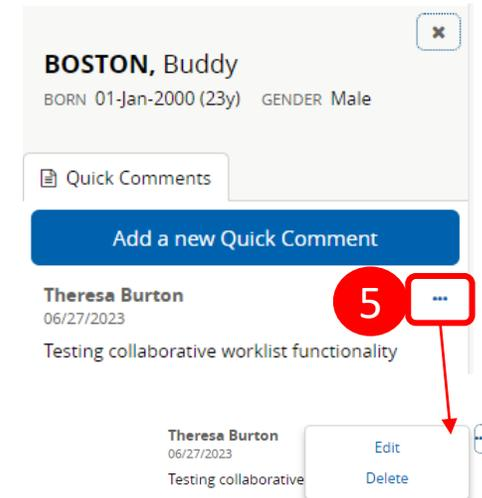 BOSTON, Buddy
BORN 01-Jan-2000 (23y) GENDER Male
Quick Comments
Add a new Quick Comment
Theresa Burton
5
06/27/2023
Testing collaborative worklist functionality
Theresa Burton
Edit
06/27/2023
Testing collaborative
Delete